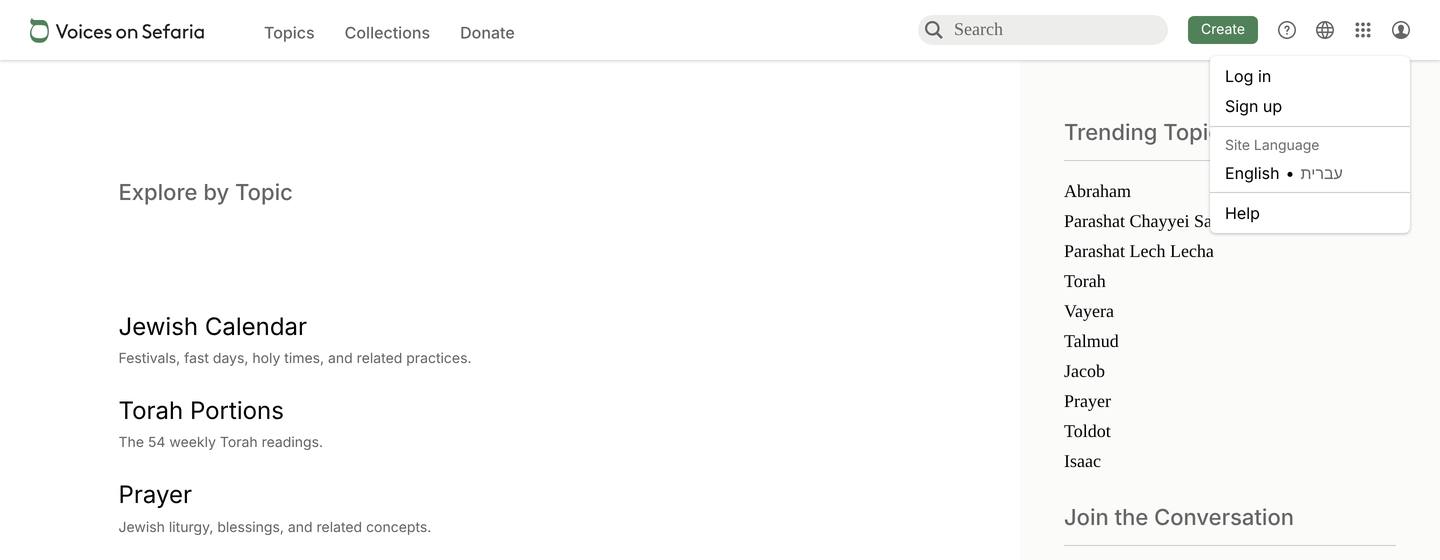 Voices on Sefaria
Topics
Collections
Donate
Search
Create
Log in
Sign up
Site Language
English • עברית
Help
Explore by Topic
Jewish Calendar
Festivals, fast days, holy times, and related practices.
Torah Portions
The 54 weekly Torah readings.
Prayer
Jewish liturgy, blessings, and related concepts.
Trending Topi
Abraham
Parashat Chayyei Sa
Parashat Lech Lecha
Torah
Vayera
Talmud
Jacob
Prayer
Toldot
Isaac
Join the Conversation